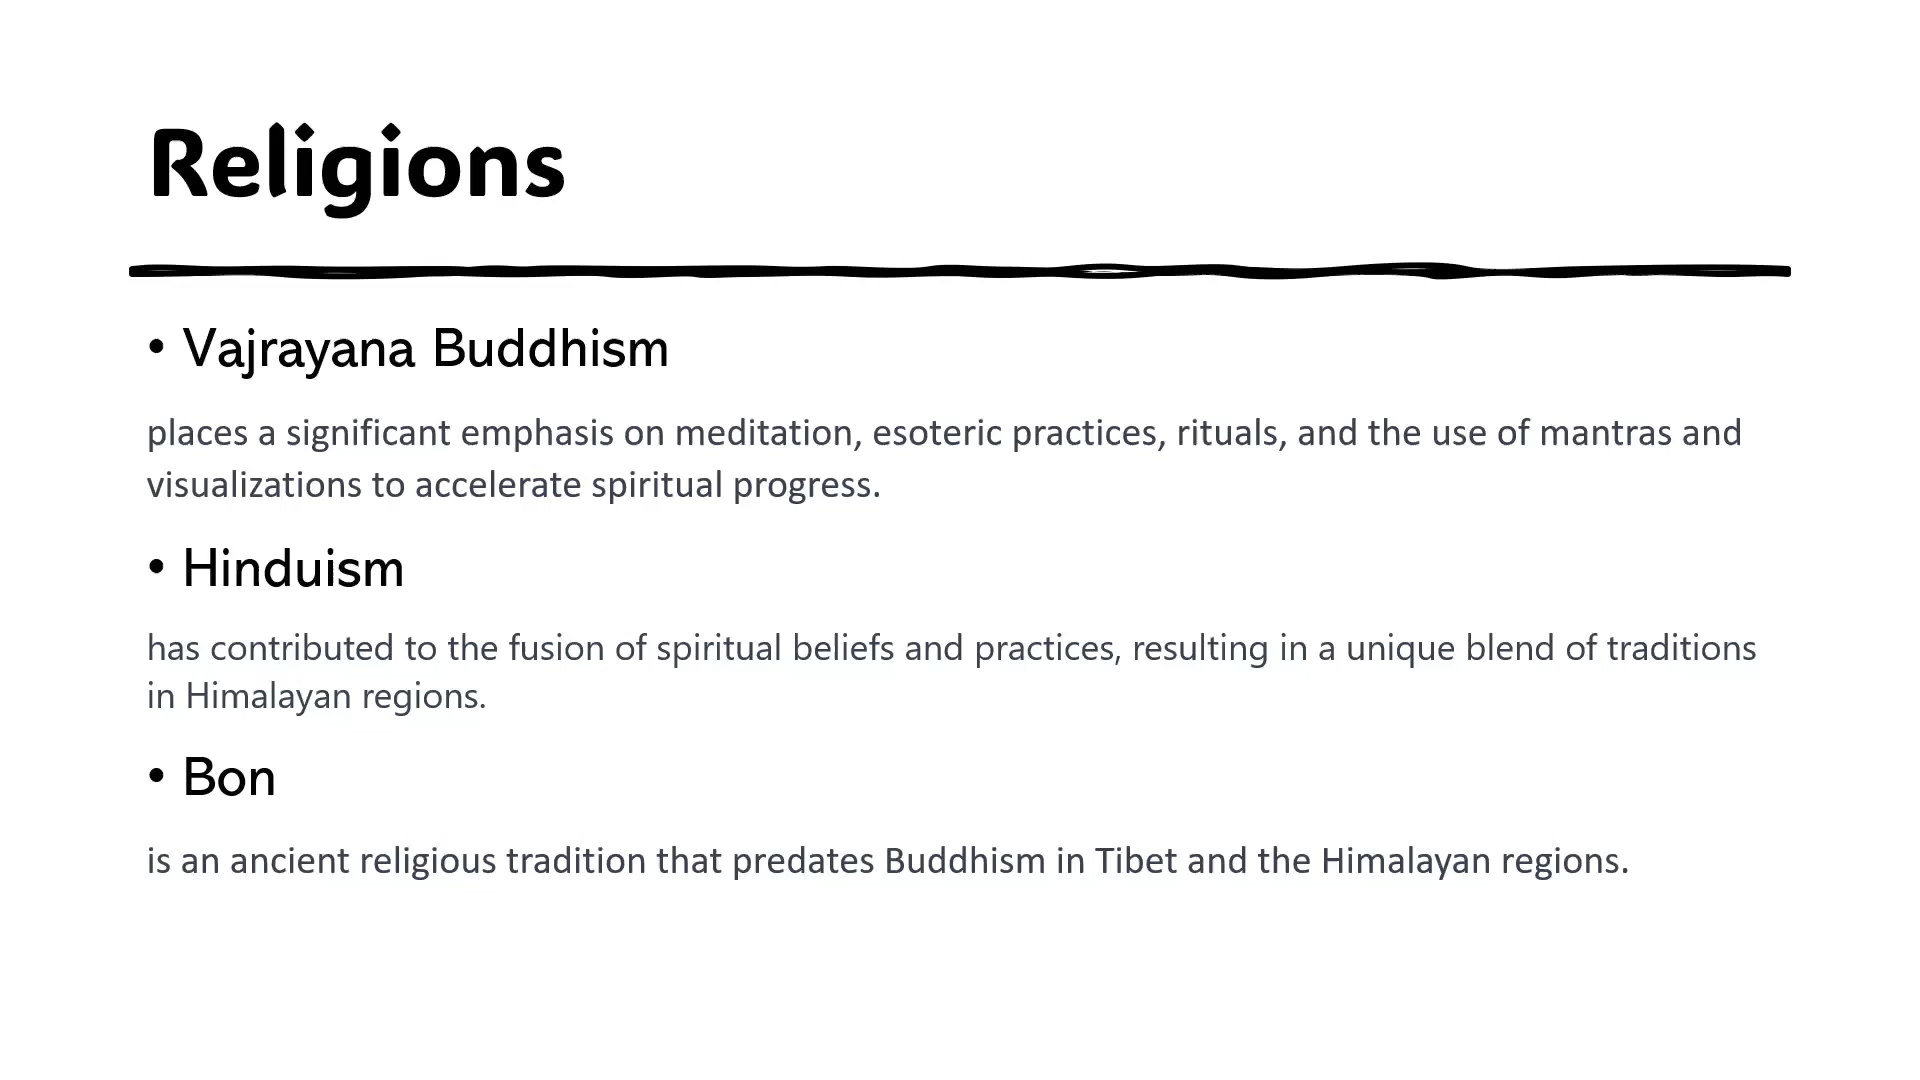 Religions
• Vajrayana Buddhism
places a significant emphasis on meditation, esoteric practices, rituals, and the use of mantras and
visualizations to accelerate spiritual progress.
• Hinduism
has contributed to the fusion of spiritual beliefs and practices, resulting in a unique blend of traditions
in Himalayan regions.
• Bon
is an ancient religious tradition that predates Buddhism in Tibet and the Himalayan regions.